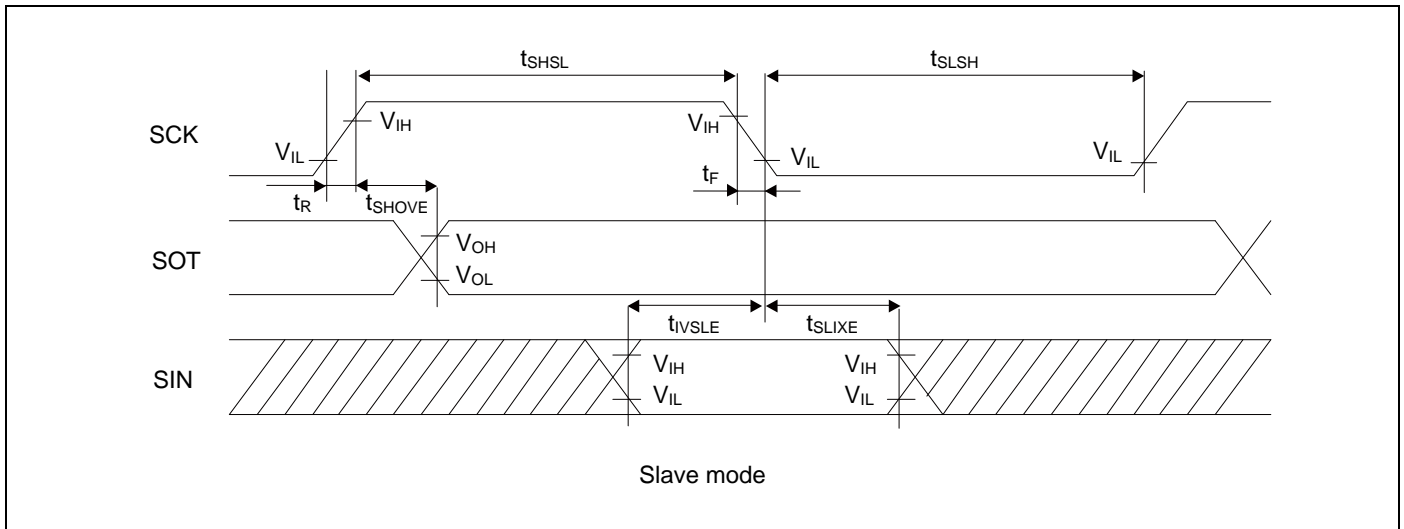 tSHSL
tSLSH
SCK
VIH
VIH
VIL
VIL
VIL
tF
tR
tSHOVE
SOT
VOH
VOL
tIVSLE
tSLIXE
SIN
VIH
VIH
VIL
VIL
Slave mode